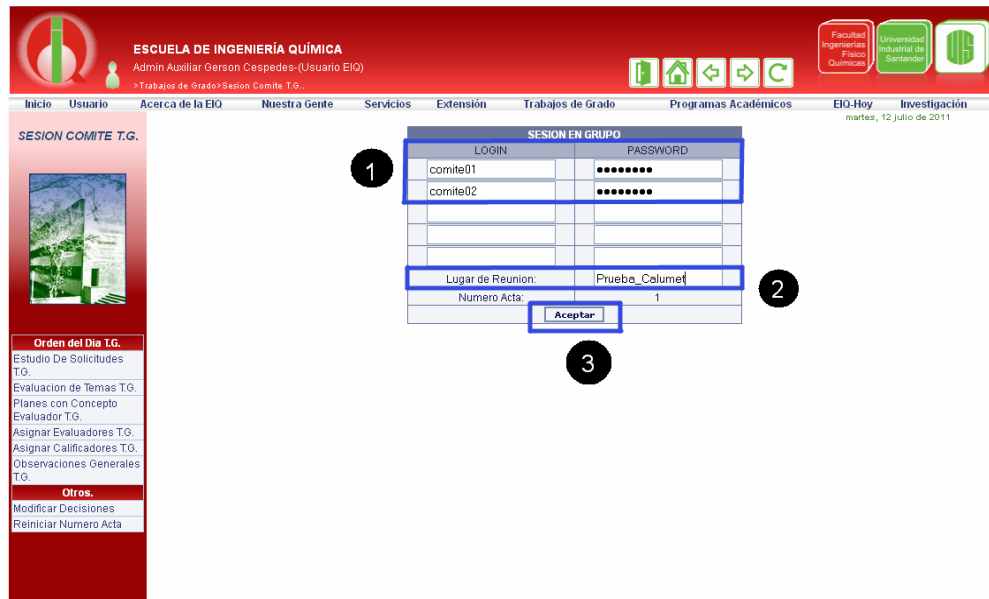 ESCUELA DE INGENIERÍA QUÍMICA
Admin Auxiliar Gerson Cespedes-(Usuario EIQ)
>Trabajos de Grado>Sesion Comite T.G..
Facultad
Ingenierías
Físico
Químicas
Universidad
Industrial de
Santander
Inicio Usuario Acerca de la EIQ Nuestra Gente Servicios Extensión Trabajos de Grado Programas Académicos EIQ-Hoy Investigación
martes, 12 julio de 2011
SESION COMITE T.G.
SESION EN GRUPO
LOGIN PASSWORD
1
comite01 ●●●●●●●●
comite02 ●●●●●●●●
Lugar de Reunion: Prueba_Calumet
2
Numero Acta: 1
Aceptar
3
Orden del Dia T.G.
Estudio De Solicitudes
T.G.
Evaluacion de Temas T.G.
Planes con Concepto
Evaluador T.G.
Asignar Evaluadores T.G.
Asignar Calificadores T.G.
Observaciones Generales
T.G.
Otros.
Modificar Decisiones
Reiniciar Numero Acta